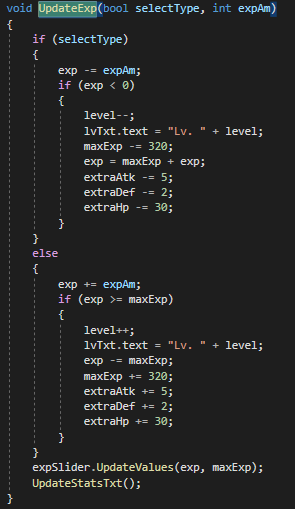 void UpdateExp(bool selectType, int expAm)
{
    if (selectType)
    {
        exp -= expAm;
        if (exp < 0)
        {
            level--;
            lvTxt.text = "Lv. " + level;
            maxExp -= 320;
            exp = maxExp + exp;
            extraAtk -= 5;
            extraDef -= 2;
            extraHp -= 30;
        }
    }
    else
    {
        exp += expAm;
        if (exp >= maxExp)
        {
            level++;
            lvTxt.text = "Lv. " + level;
            exp -= maxExp;
            maxExp += 320;
            extraAtk += 5;
            extraDef += 2;
            extraHp += 30;
        }
    }
    expSlider.UpdateValues(exp, maxExp);
    UpdateStatsTxt();
}